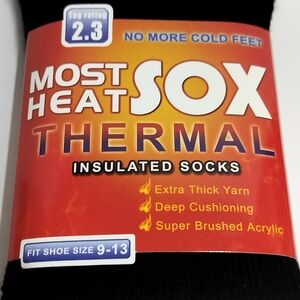 Tog rating
2.3
NO MORE COLD FEET
MOST
HEAT
SOX
THERMAL
INSULATED SOCKS
Extra Thick Yarn
Deep Cushioning
Super Brushed Acrylic
FIT SHOE SIZE 9-13